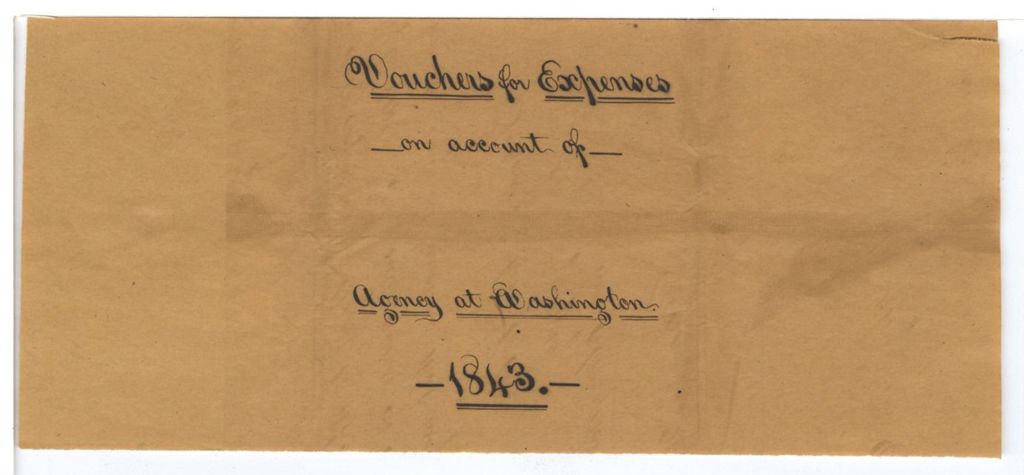 Vouchers for Expenses
—on account of—
Agency at Washington.
—1843.—